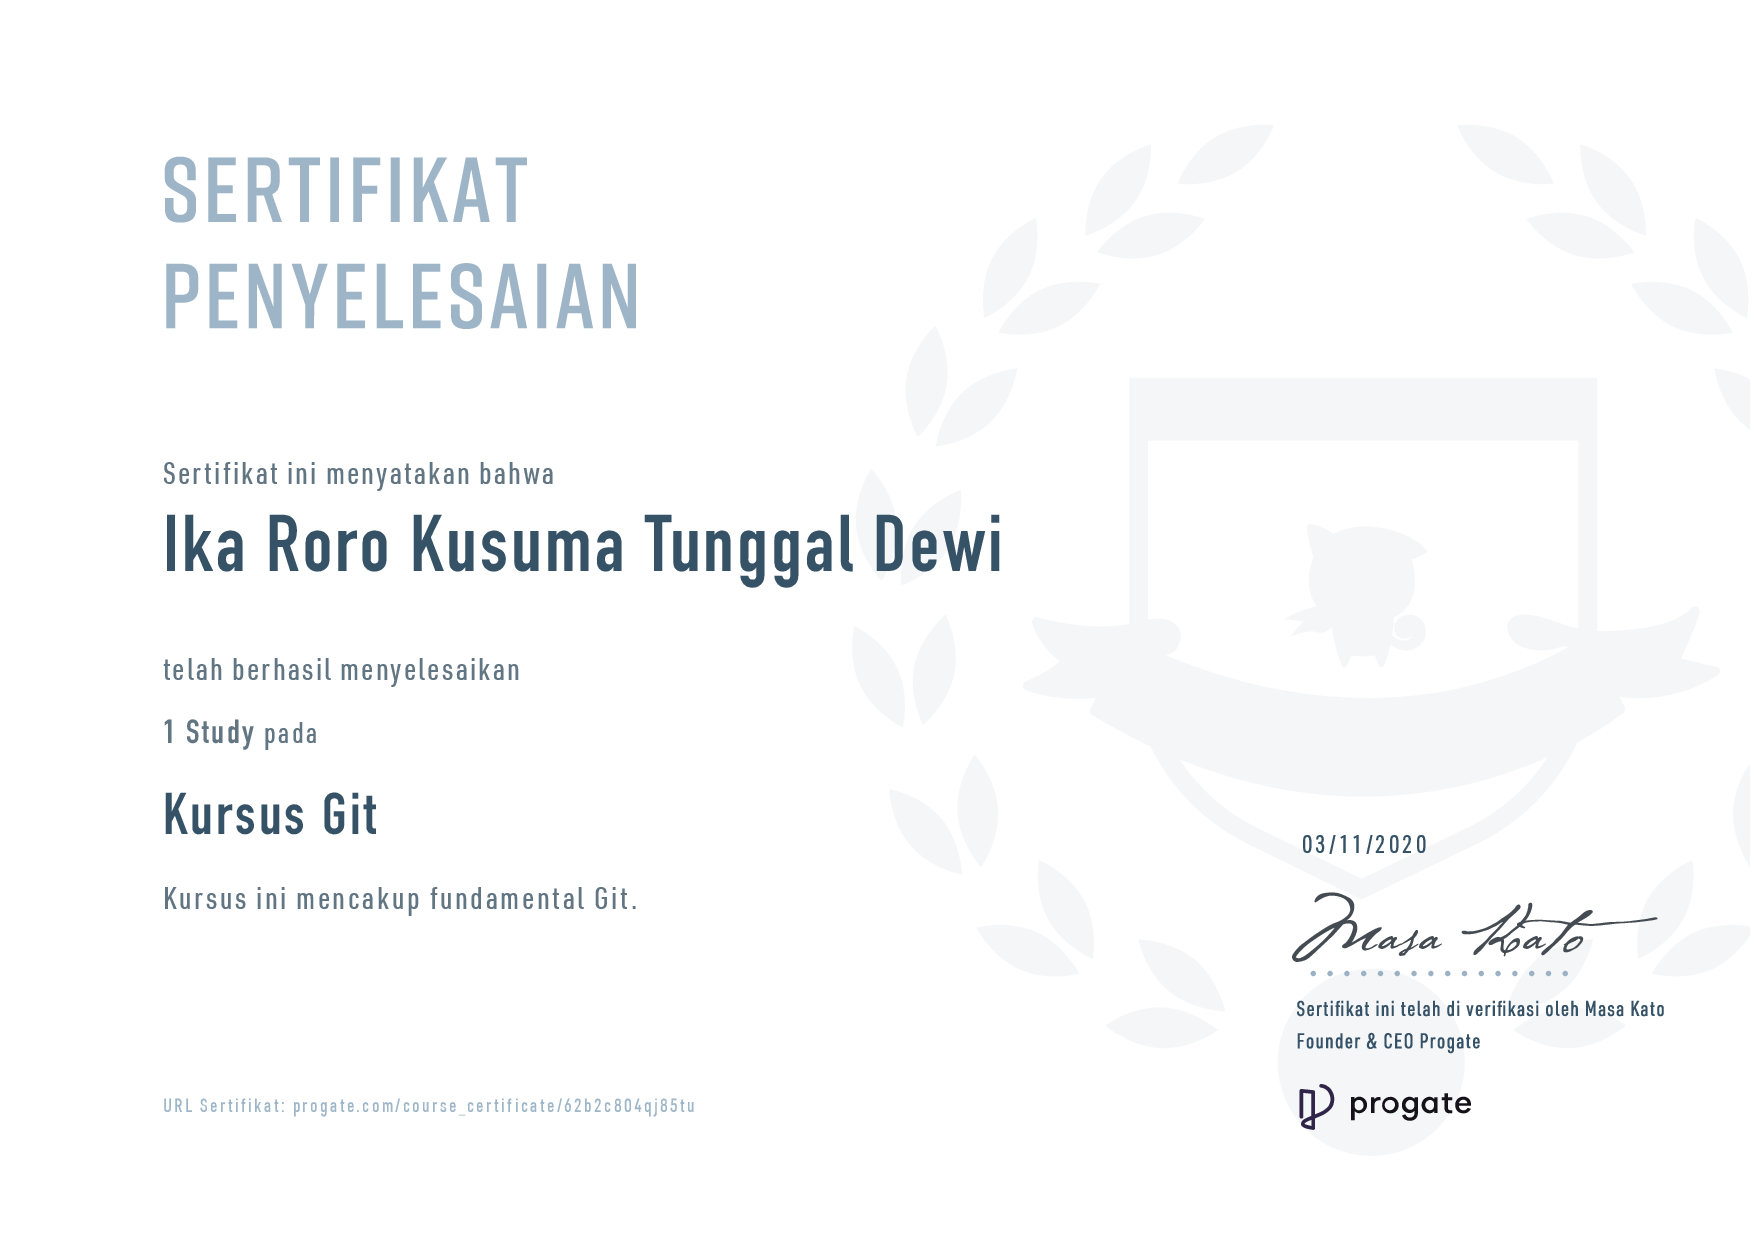 SERTIFIKAT
PENYELESAIAN
Sertifikat ini menyatakan bahwa
Ika Roro Kusuma Tunggal Dewi
telah berhasil menyelesaikan
1 Study pada
Kursus Git
Kursus ini mencakup fundamental Git.
03/11/2020
Masa Kato
Sertifikat ini telah di verifikasi oleh Masa Kato
Founder & CEO Progate
progate
URL Sertifikat: progate.com/course_certificate/62b2c804qj85tu